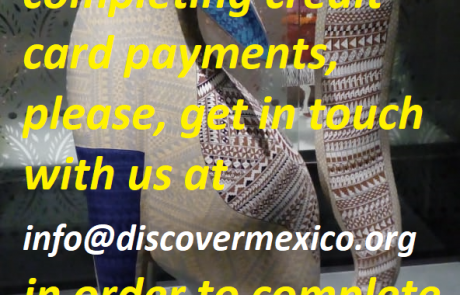 completing credit
card payments,
please, get in touch
with us at
info@discovermexico.org
in order to complete